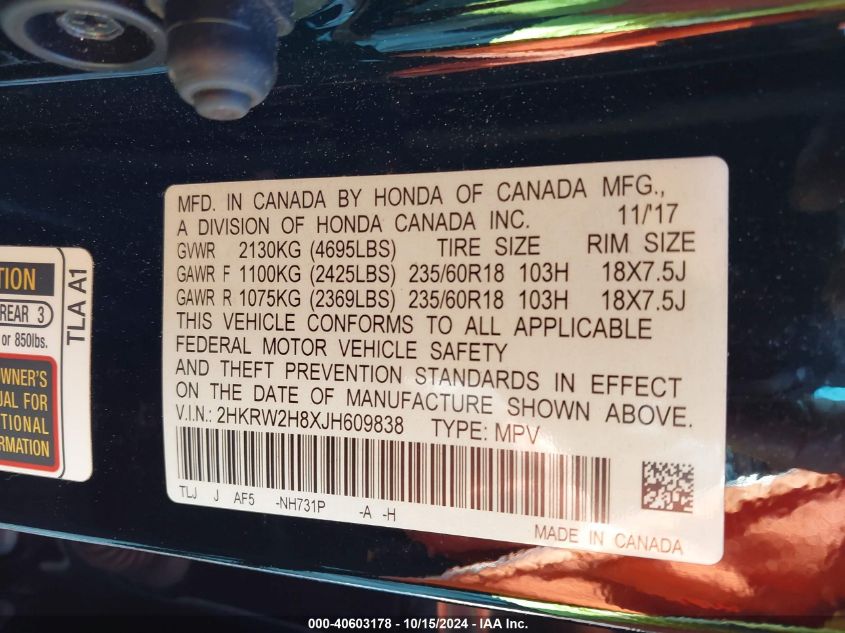 MFD. IN CANADA BY HONDA OF CANADA MFG.,
A DIVISION OF HONDA CANADA INC. 11/'17
GVWR 2130KG (4695LBS) TIRE SIZE RIM SIZE
GAWR F 1100KG (2425LBS) 235/60R18 103H 18X7.5J
GAWR R 1075KG (2369LBS) 235/60R18 103H 18X7.5J
THIS VEHICLE CONFORMS TO ALL APPLICABLE
FEDERAL MOTOR VEHICLE SAFETY
AND THEFT PREVENTION STANDARDS IN EFFECT
ON THE DATE OF MANUFACTURE SHOWN ABOVE.
V.I.N.: 2HKRW2H8XJH609838 TYPE: MPV
TLJ J AF5 -NH731P -A -H
MADE IN CANADA
TION
REAR 3
or 850lbs.
OWNER'S
UAL FOR
ITIONAL
ORMATION
TLA A1
000-40603178 - 10/15/2024 - IAA Inc.